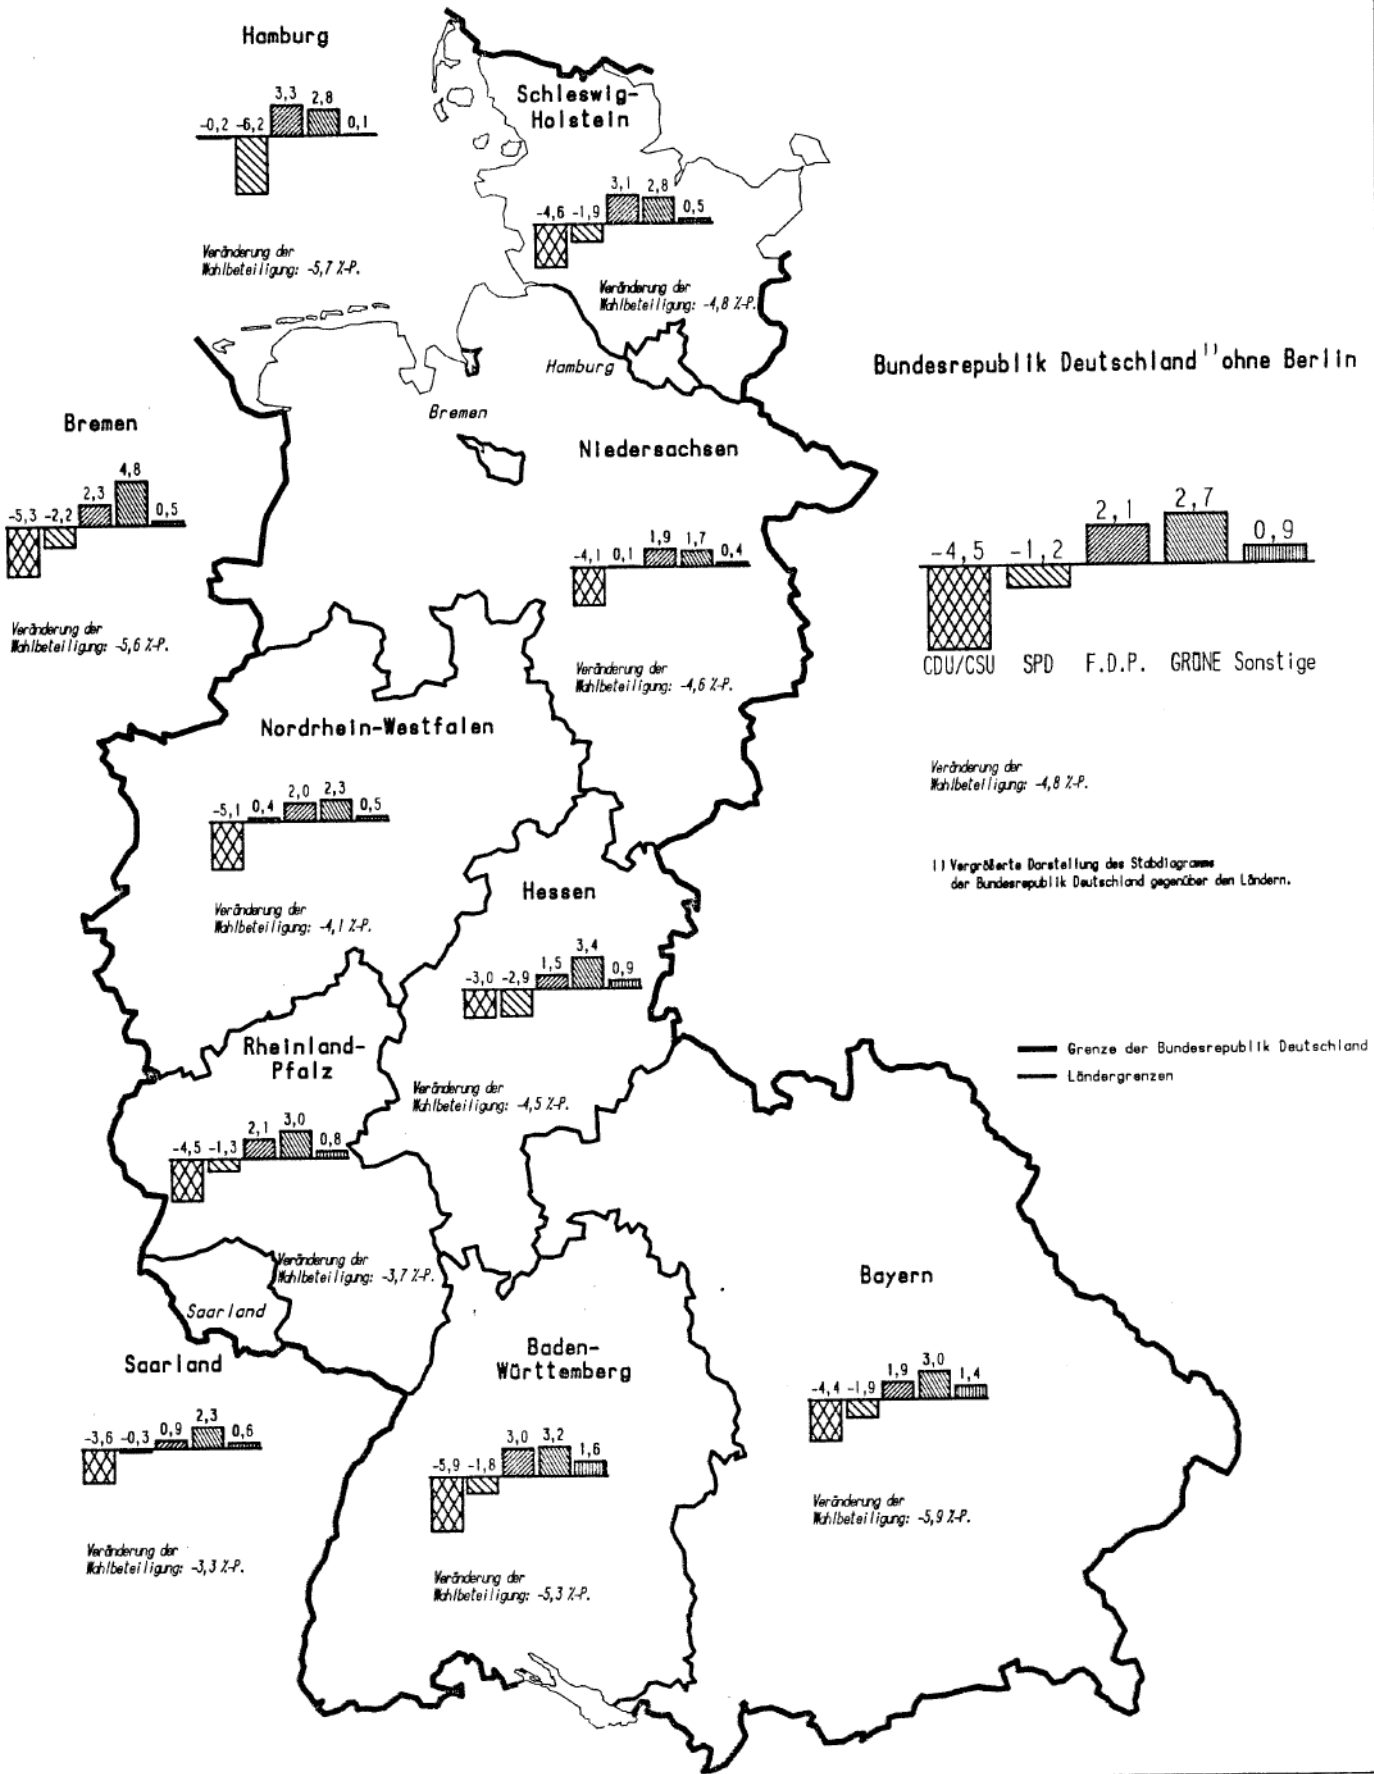 Hamburg
-0,2 -6,2 3,3 2,8 0,1
Veränderung der
Wahlbeteiligung: -5,7 %-P.
Schleswig-
Holstein
-4,6 -1,9 3,1 2,8 0,5
Veränderung der
Wahlbeteiligung: -4,8 %-P.
Hamburg
Bundesrepublik Deutschland 1) ohne Berlin
-4,5 -1,2 2,1 2,7 0,9
CDU/CSU SPD F.D.P. GRÜNE Sonstige
Veränderung der
Wahlbeteiligung: -4,8 %-P.
1) Vergrößerte Darstellung des Stabdiagramms
der Bundesrepublik Deutschland gegenüber den Ländern.
Bremen
-5,3 -2,2 2,3 4,8 0,5
Veränderung der
Wahlbeteiligung: -5,6 %-P.
Bremen
Niedersachsen
-4,1 0,1 1,9 1,7 0,4
Veränderung der
Wahlbeteiligung: -4,6 %-P.
Nordrhein-Westfalen
-5,1 0,4 2,0 2,3 0,5
Veränderung der
Wahlbeteiligung: -4,1 %-P.
Hessen
-3,0 -2,9 1,5 3,4 0,9
Veränderung der
Wahlbeteiligung: -4,5 %-P.
Grenze der Bundesrepublik Deutschland
Ländergrenzen
Rheinland-
Pfalz
-4,5 -1,3 2,1 3,0 0,8
Veränderung der
Wahlbeteiligung: -3,7 %-P.
Saarland
Saarland
-3,6 -0,3 0,9 2,3 0,6
Veränderung der
Wahlbeteiligung: -3,3 %-P.
Baden-
Württemberg
-5,9 -1,8 3,0 3,2 1,6
Veränderung der
Wahlbeteiligung: -5,3 %-P.
Bayern
-4,4 -1,9 1,9 3,0 1,4
Veränderung der
Wahlbeteiligung: -5,9 %-P.